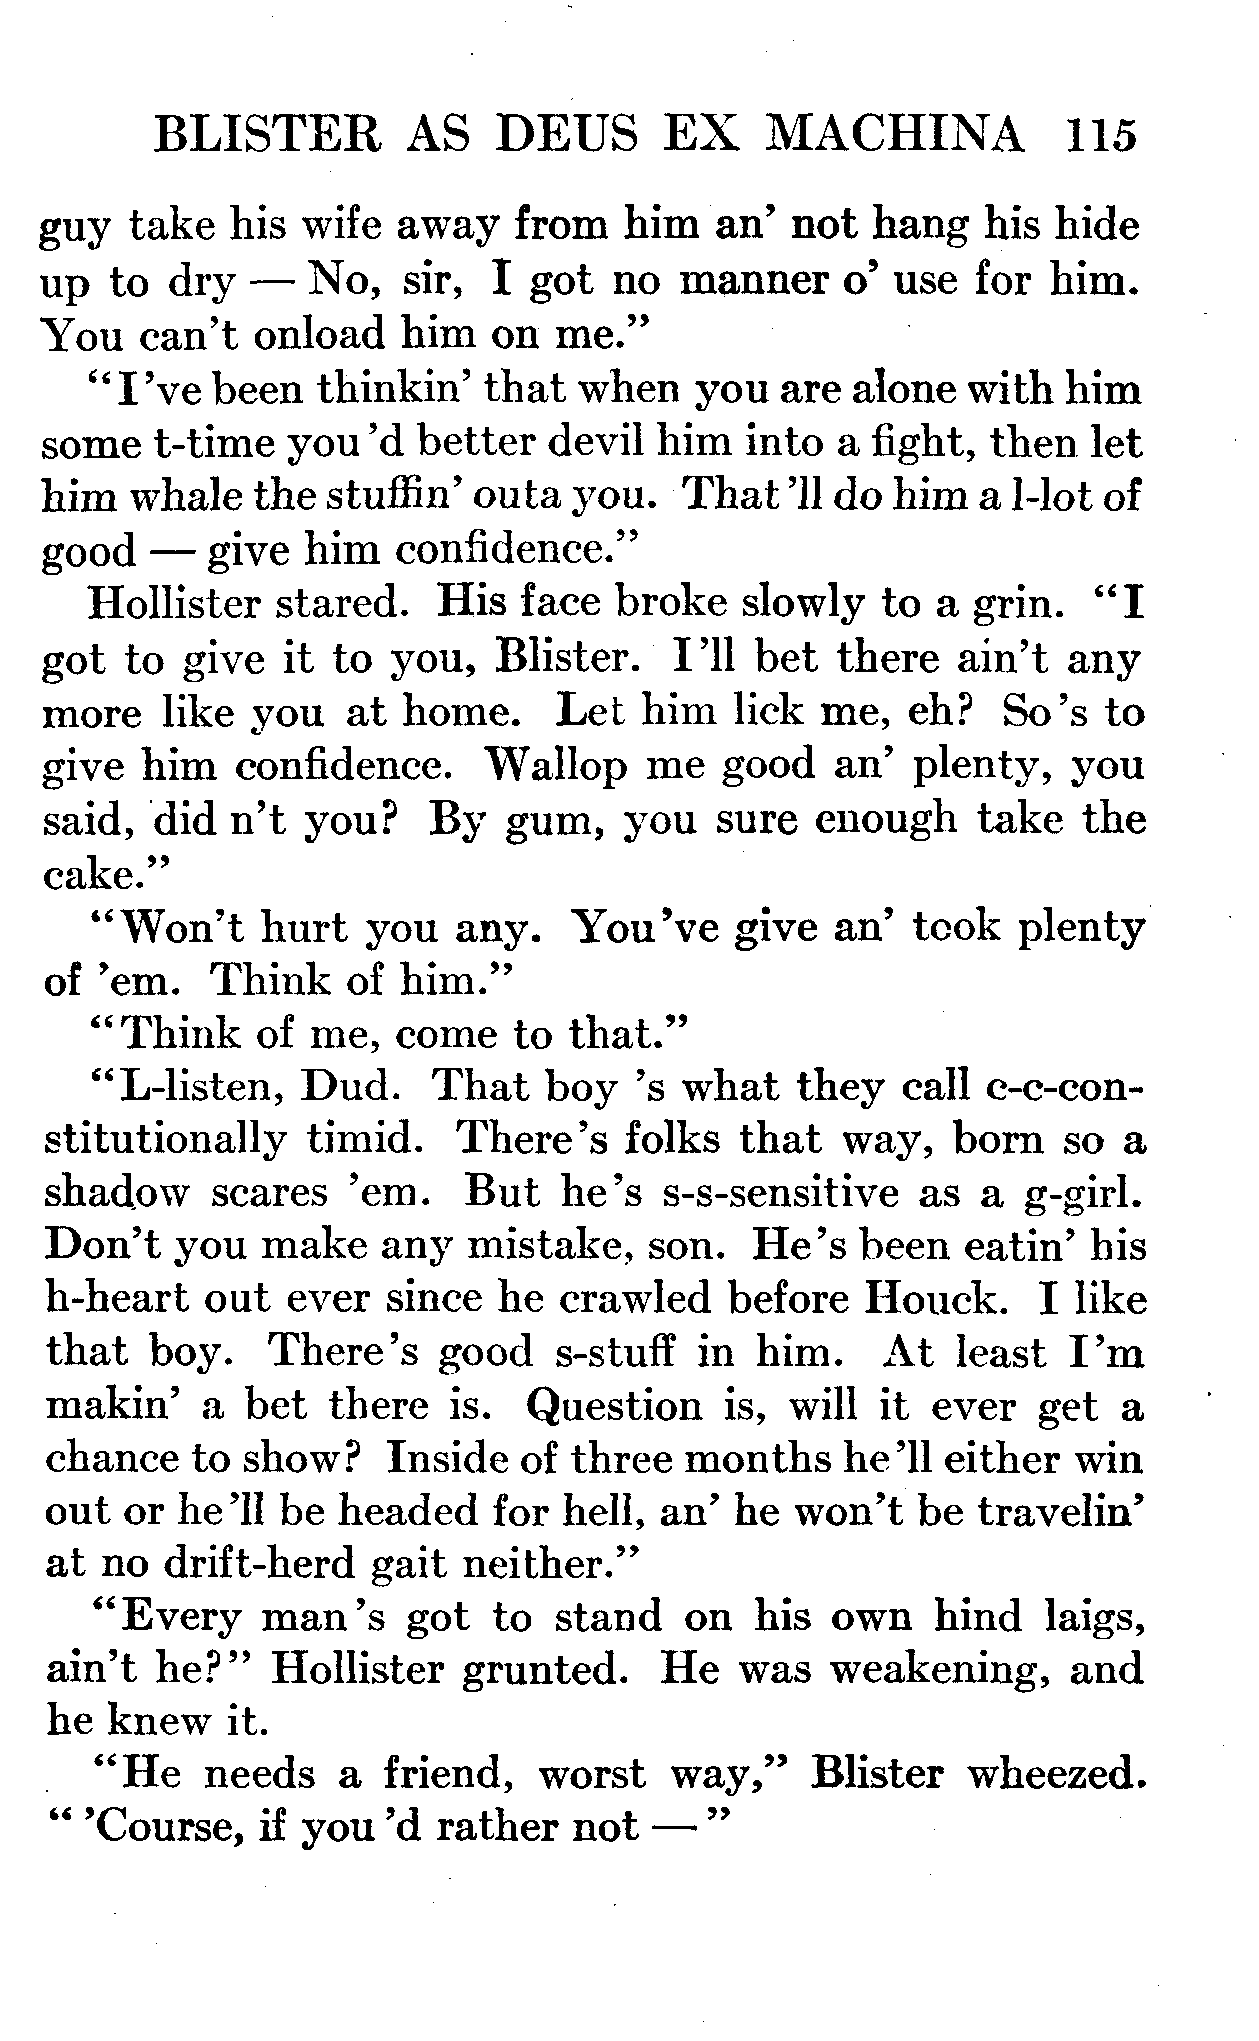 BLISTER AS DEUS EX MACHINA 115
guy take his wife away from him an' not hang his hide
up to dry — No, sir, I got no manner o' use for him.
You can't onload him on me."
"I've been thinkin' that when you are alone with him
some t-time you 'd better devil him into a fight, then let
him whale the stuffin' outa you. That 'll do him a l-lot of
good — give him confidence."
Hollister stared. His face broke slowly to a grin. "I
got to give it to you, Blister. I 'll bet there ain't any
more like you at home. Let him lick me, eh? So 's to
give him confidence. Wallop me good an' plenty, you
said, did n't you? By gum, you sure enough take the
cake."
"Won't hurt you any. You 've give an' took plenty
of 'em. Think of him."
"Think of me, come to that."
"L-listen, Dud. That boy 's what they call c-c-con-
stitutionally timid. There 's folks that way, born so a
shadow scares 'em. But he 's s-s-sensitive as a g-girl.
Don't you make any mistake, son. He 's been eatin' his
h-heart out ever since he crawled before Houck. I like
that boy. There 's good s-stuff in him. At least I 'm
makin' a bet there is. Question is, will it ever get a
chance to show? Inside of three months he 'll either win
out or he 'll be headed for hell, an' he won't be travelin'
at no drift-herd gait neither."
"Every man 's got to stand on his own hind laigs,
ain't he?" Hollister grunted. He was weakening, and
he knew it.
"He needs a friend, worst way," Blister wheezed.
" 'Course, if you 'd rather not — "